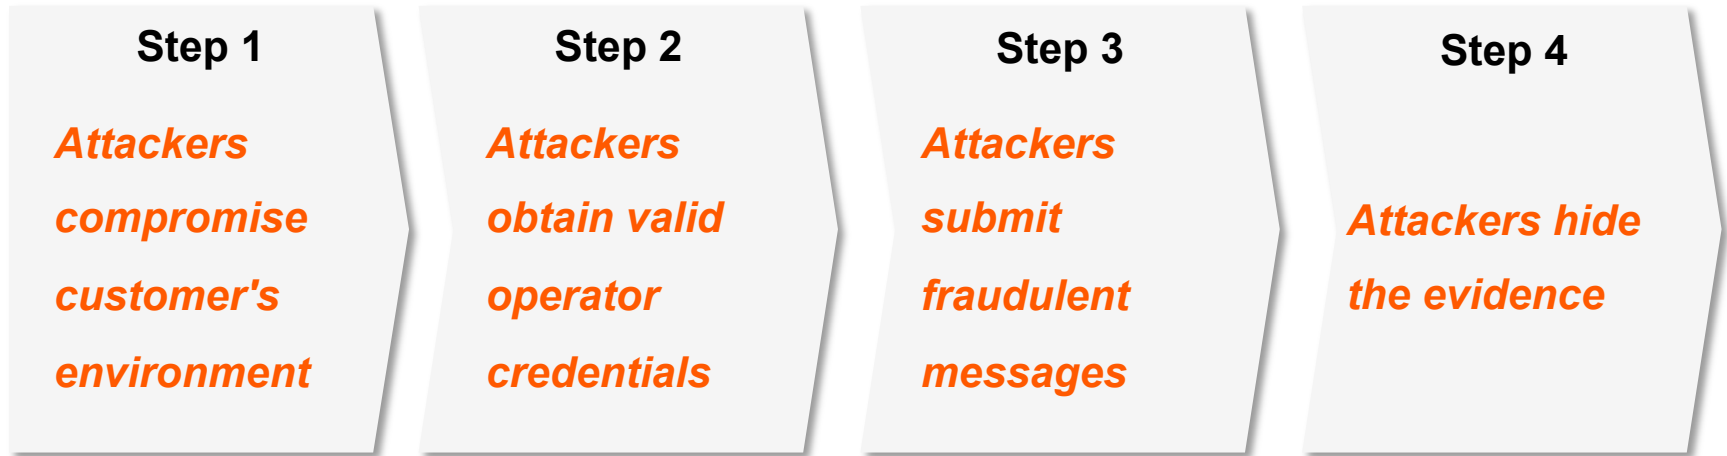 Step 1
Attackers
compromise
customer's
environment
Step 2
Attackers
obtain valid
operator
credentials
Step 3
Attackers
submit
fraudulent
messages
Step 4
Attackers hide
the evidence